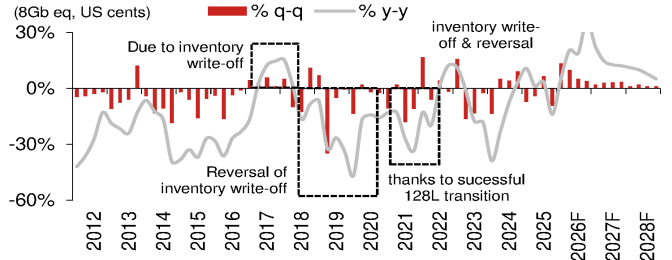 (8Gb eq, US cents)
% q-q
% y-y
30%
0%
-30%
-60%
Due to inventory
write-off
inventory write-
off & reversal
Reversal of
inventory write-off
thanks to sucessful
128L transition
2012
2013
2014
2015
2016
2017
2018
2019
2020
2021
2022
2023
2024
2025
2026F
2027F
2028F